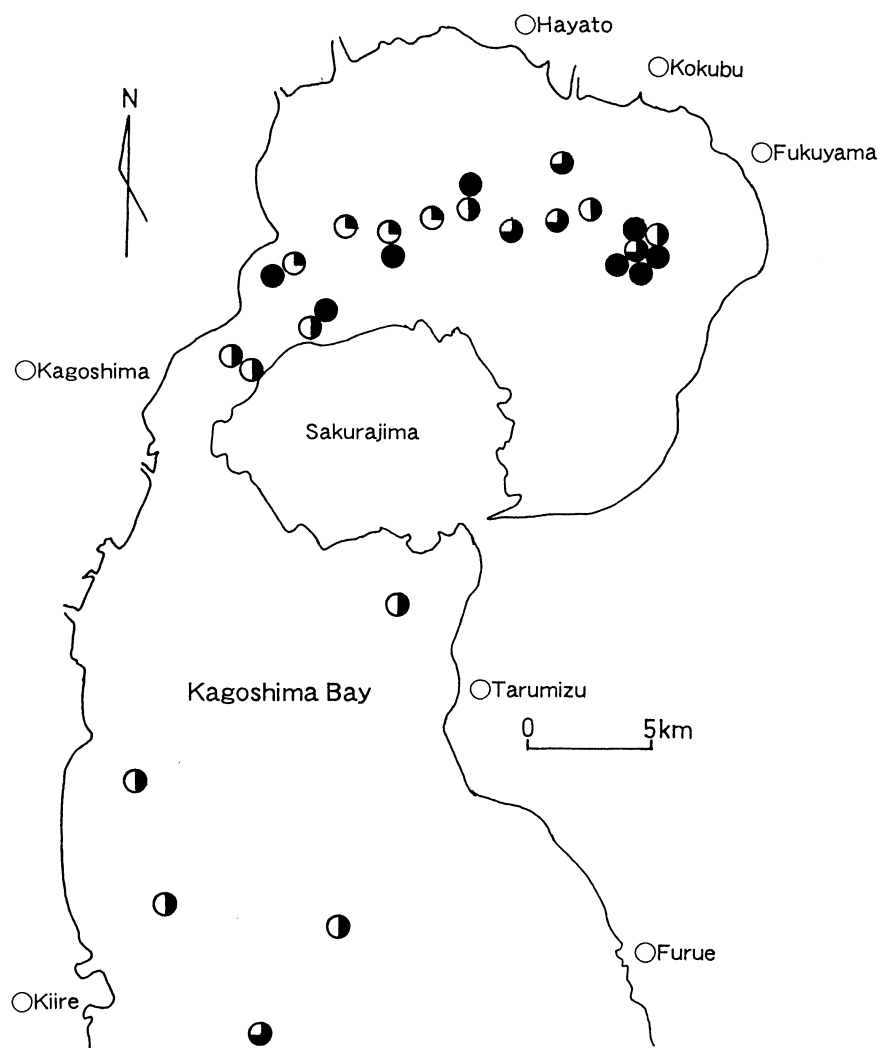 Hayato
Kokubu
N
Fukuyama
Kagoshima
Sakurajima
Kagoshima Bay
Tarumizu
0 5km
Furue
Kiire